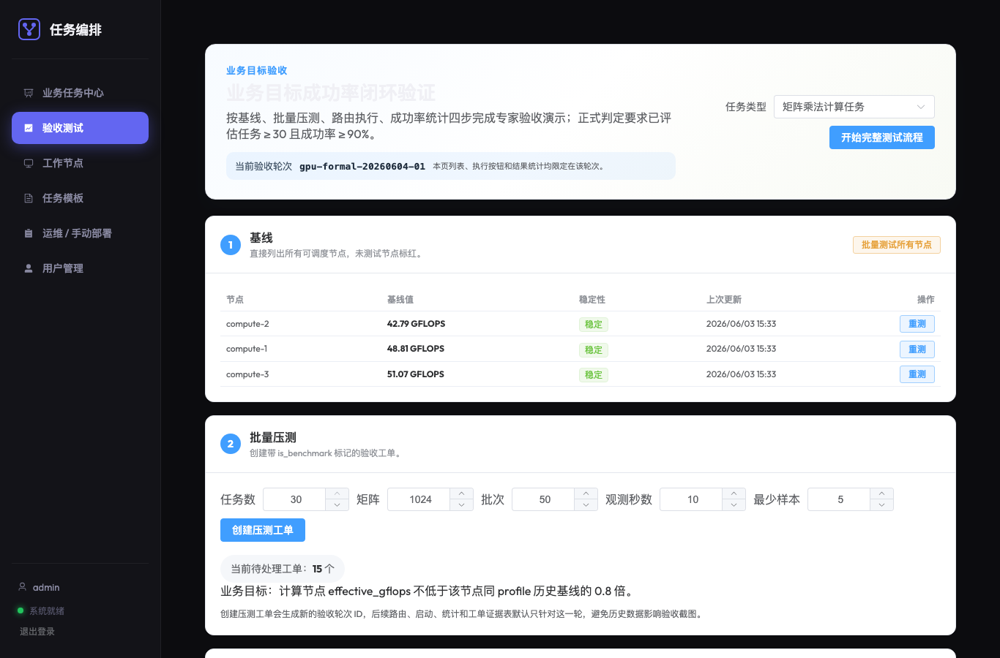 任务编排
业务任务中心
验收测试
工作节点
任务模板
运维 / 手动部署
用户管理
admin
系统就绪
退出登录
业务目标验收
业务目标成功率闭环验证
按基线、批量压测、路由执行、成功率统计四步完成专家验收演示；正式判定要求已评
估任务 ≥ 30 且成功率 ≥ 90%。
当前验收轮次 gpu-formal-20260604-01 本页列表、执行按钮和结果统计均限定在该轮次。
任务类型 矩阵乘法计算任务
开始完整测试流程
1 基线
直接列出所有可调度节点，未测试节点标红。
批量测试所有节点
节点 基线值 稳定性 上次更新 操作
compute-2 42.79 GFLOPS 稳定 2026/06/03 15:33 重测
compute-1 48.81 GFLOPS 稳定 2026/06/03 15:33 重测
compute-3 51.07 GFLOPS 稳定 2026/06/03 15:33 重测
2 批量压测
创建带 is_benchmark 标记的验收工单。
任务数 30 矩阵 1024 批次 50 观测秒数 10 最少样本 5
创建压测工单
当前待处理工单：15 个
业务目标：计算节点 effective_gflops 不低于该节点同 profile 历史基线的 0.8 倍。
创建压测工单会生成新的验收轮次 ID，后续路由、启动、统计和工单证据表默认只针对这一轮，避免历史数据影响验收截图。